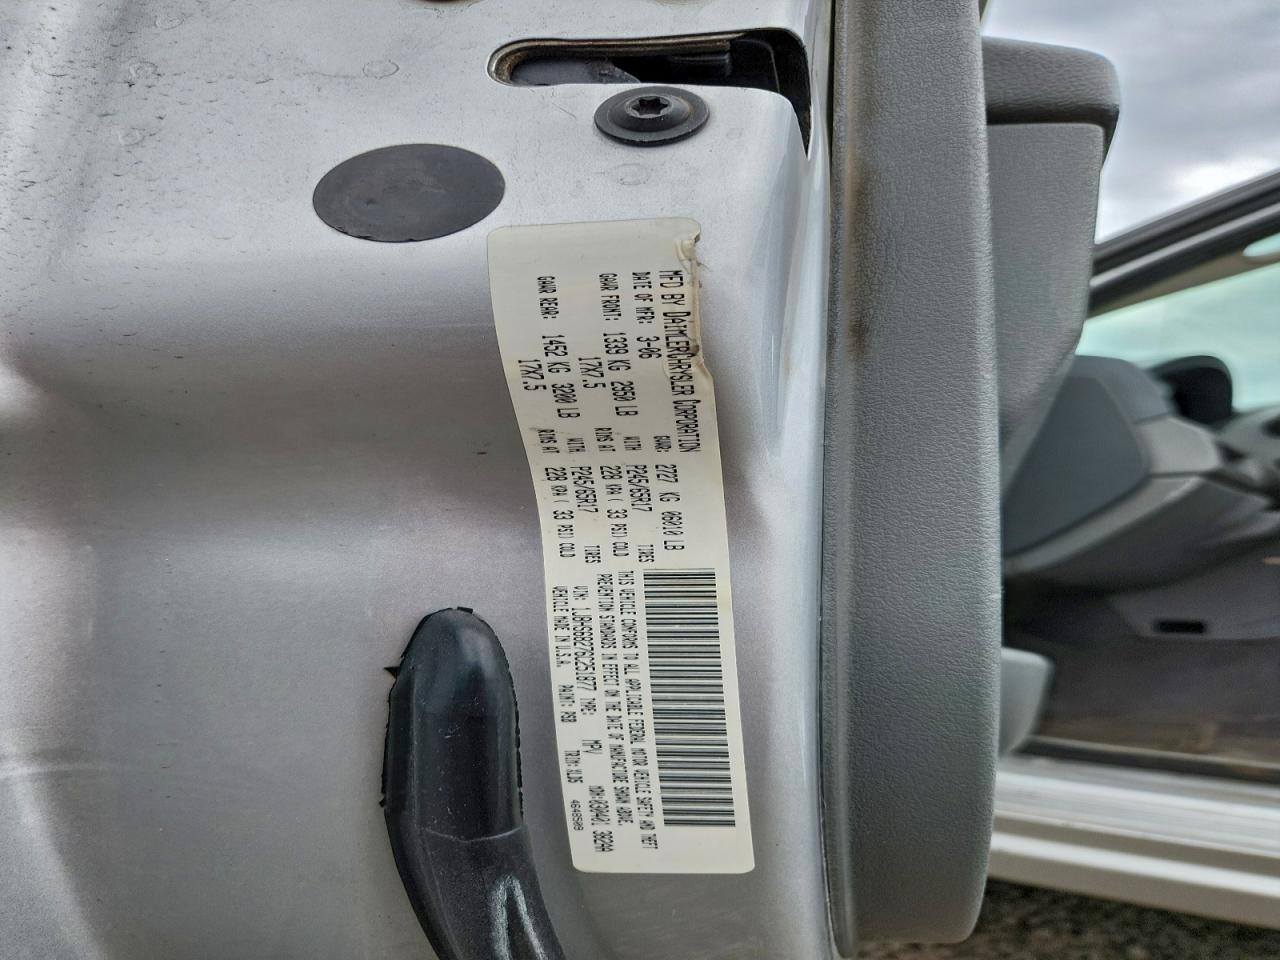 MFD BY DAIMLERCHRYSLER CORPORATION
DATE OF MFR: 3-06 GVWR: 2727 KG 06010 LB
GAWR FRONT: 1339 KG 2950 LB WITH P245/65R17 TIRES
17X7.5 RIMS AT 228 KPA ( 33 PSI) COLD
GAWR REAR: 1452 KG 3200 LB WITH P245/65R17 TIRES
17X7.5 RIMS AT 228 KPA ( 33 PSI) COLD
THIS VEHICLE CONFORMS TO ALL APPLICABLE FEDERAL MOTOR VEHICLE SAFETY AND THEFT
PREVENTION STANDARDS IN EFFECT ON THE DATE OF MANUFACTURE SHOWN ABOVE.
VIN: TYPE: MPV
VEHICLE MADE IN U.S.A. PAINT: PSB TRIM: